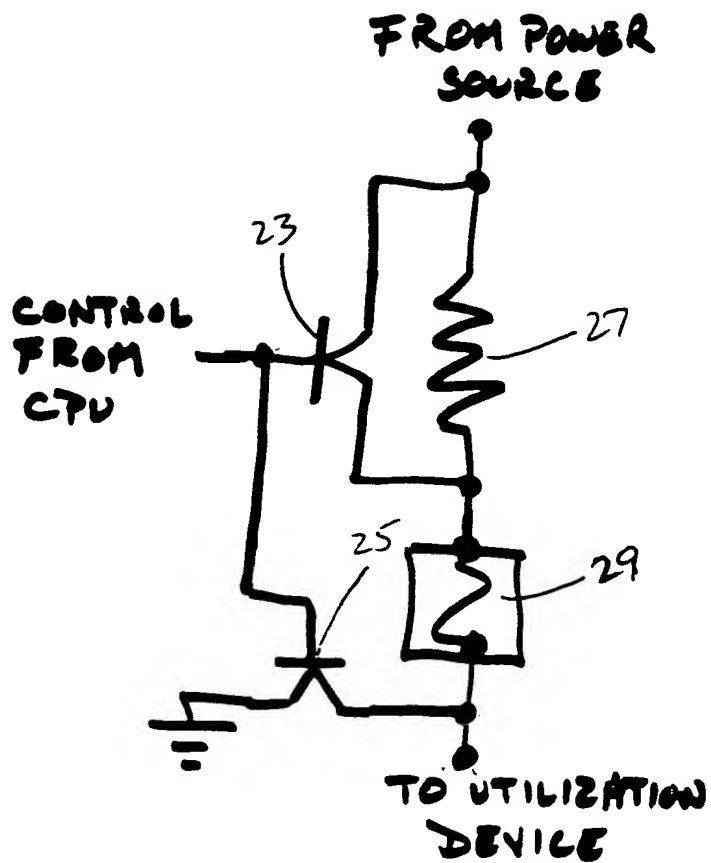 FROM POWER
SOURCE
23
CONTROL
FROM
CPU
27
25
29
TO UTILIZATION
DEVICE